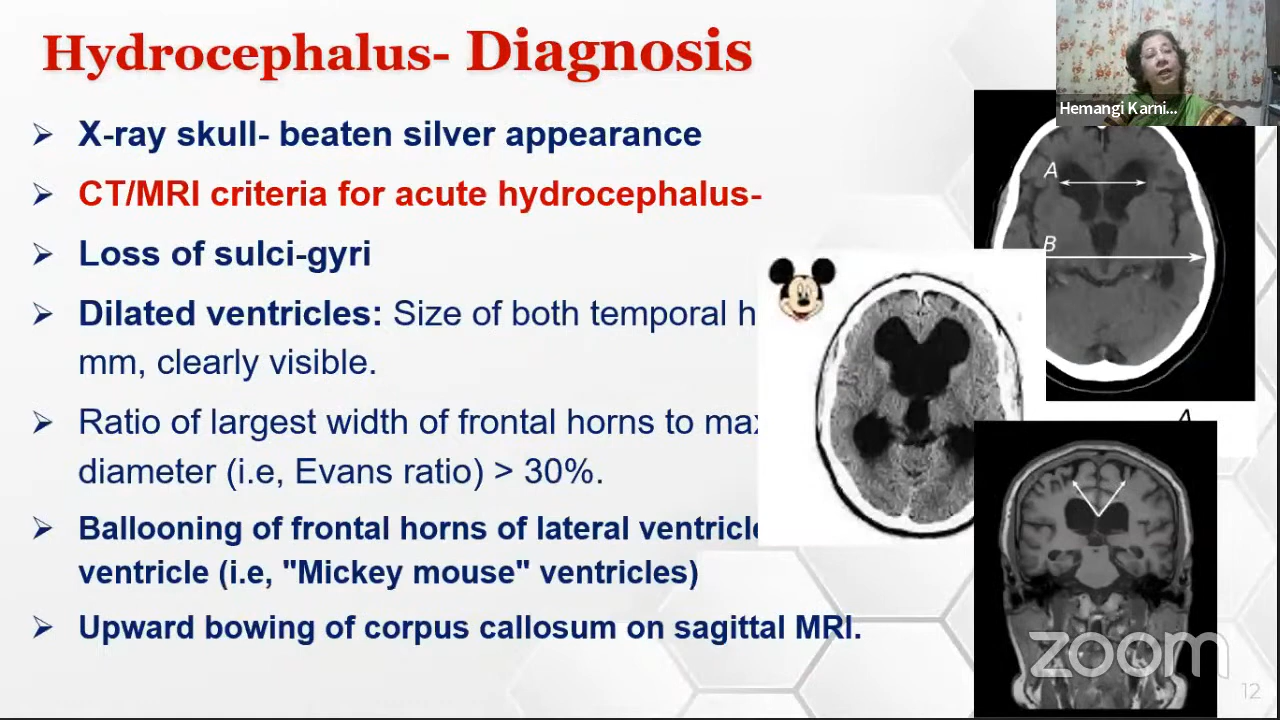 Hydrocephalus- Diagnosis
Hemangi Karni...
➢ X-ray skull- beaten silver appearance
➢ CT/MRI criteria for acute hydrocephalus-
➢ Loss of sulci-gyri
➢ Dilated ventricles: Size of both temporal h
mm, clearly visible.
➢ Ratio of largest width of frontal horns to max
diameter (i.e, Evans ratio) > 30%.
➢ Ballooning of frontal horns of lateral ventricle
ventricle (i.e, "Mickey mouse" ventricles)
➢ Upward bowing of corpus callosum on sagittal MRI.
A
B
A
zoom
12